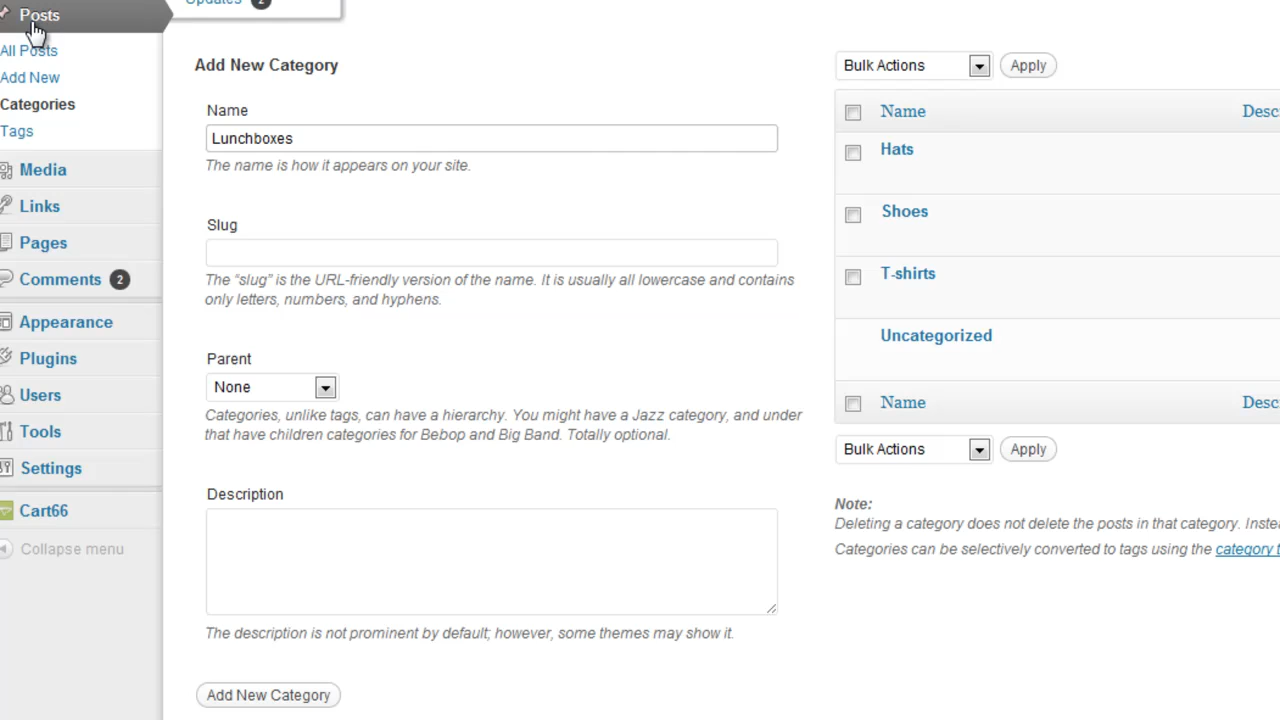 Updates 2
Posts
All Posts
Add New
Categories
Tags
Media
Links
Pages
Comments 2
Appearance
Plugins
Users
Tools
Settings
Cart66
Collapse menu
Add New Category
Name
Lunchboxes
The name is how it appears on your site.
Slug
The “slug” is the URL-friendly version of the name. It is usually all lowercase and contains
only letters, numbers, and hyphens.
Parent
None
Categories, unlike tags, can have a hierarchy. You might have a Jazz category, and under
that have children categories for Bebop and Big Band. Totally optional.
Description
The description is not prominent by default; however, some themes may show it.
Add New Category
Bulk Actions Apply
Name Desc
Hats
Shoes
T-shirts
Uncategorized
Name Desc
Bulk Actions Apply
Note:
Deleting a category does not delete the posts in that category. Inste
Categories can be selectively converted to tags using the category t